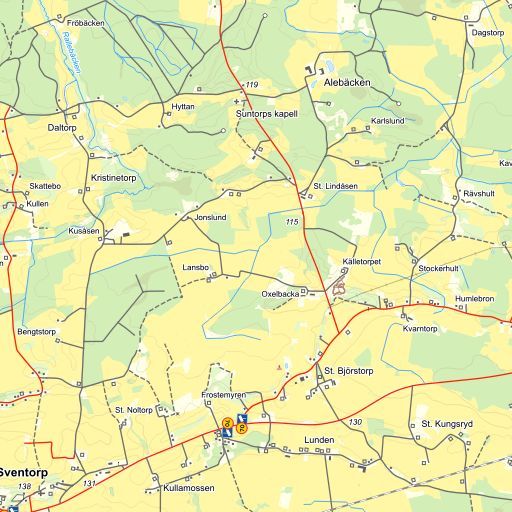 Fröbäcken
Dagstorp
Rällebäcken
119
Alebäcken
Hyttan
Suntorps kapell
Daltorp
Karlslund
Kav
Kristinetorp
Skattebo
St. Lindåsen
Rävshult
Kullen
Jonslund
115
Kusåsen
Källetorpet
Lansbo
Stockerhult
Oxelbacka
Humlebron
Kvarntorp
Bengtstorp
St. Björstorp
Frostemyren
St. Noltorp
130
St. Kungsryd
Lunden
Sventorp
138
131
Kullamossen